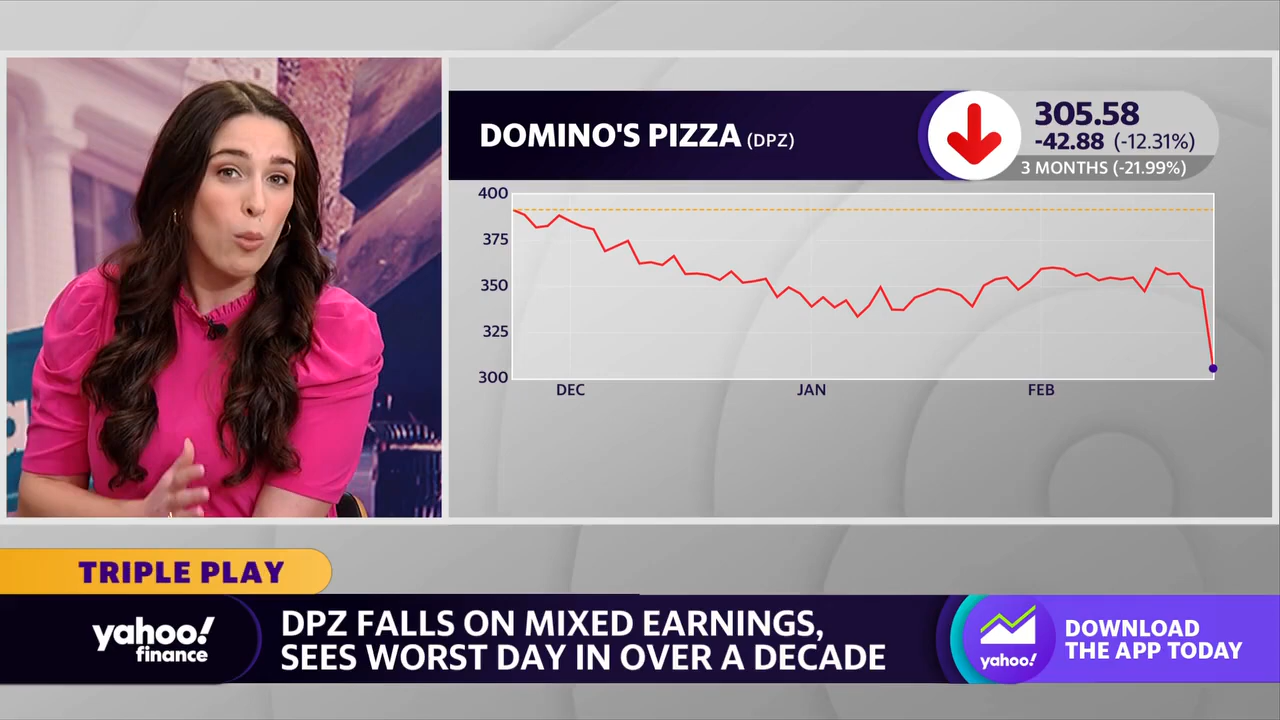 DOMINO'S PIZZA (DPZ)
305.58
-42.88 (-12.31%)
3 MONTHS (-21.99%)
400
375
350
325
300
DEC JAN FEB
TRIPLE PLAY
yahoo!
finance
DPZ FALLS ON MIXED EARNINGS,
SEES WORST DAY IN OVER A DECADE
yahoo!
DOWNLOAD
THE APP TODAY